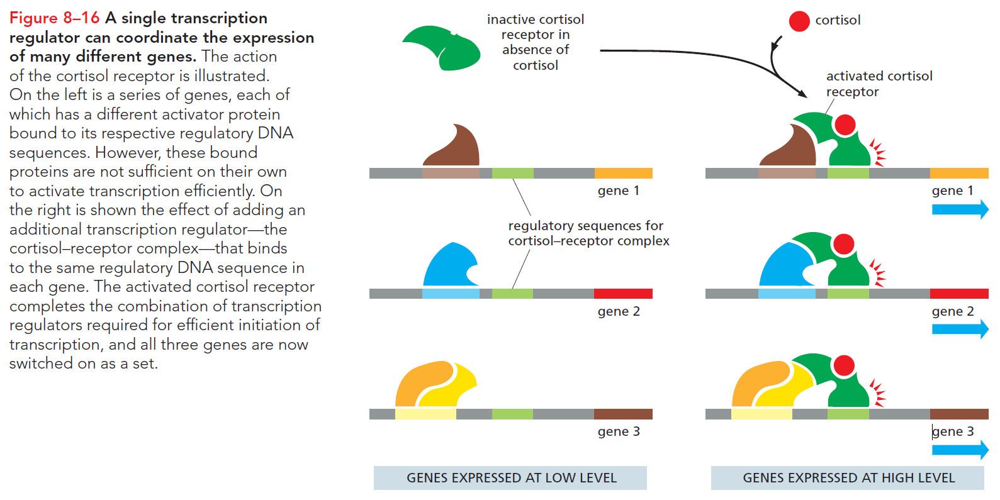 Figure 8–16 A single transcription
regulator can coordinate the expression
of many different genes. The action
of the cortisol receptor is illustrated.
On the left is a series of genes, each of
which has a different activator protein
bound to its respective regulatory DNA
sequences. However, these bound
proteins are not sufficient on their own
to activate transcription efficiently. On
the right is shown the effect of adding an
additional transcription regulator—the
cortisol–receptor complex—that binds
to the same regulatory DNA sequence in
each gene. The activated cortisol receptor
completes the combination of transcription
regulators required for efficient initiation of
transcription, and all three genes are now
switched on as a set.
inactive cortisol
receptor in
absence of
cortisol
cortisol
activated cortisol
receptor
gene 1
gene 1
regulatory sequences for
cortisol–receptor complex
gene 2
gene 2
gene 3
gene 3
GENES EXPRESSED AT LOW LEVEL
GENES EXPRESSED AT HIGH LEVEL